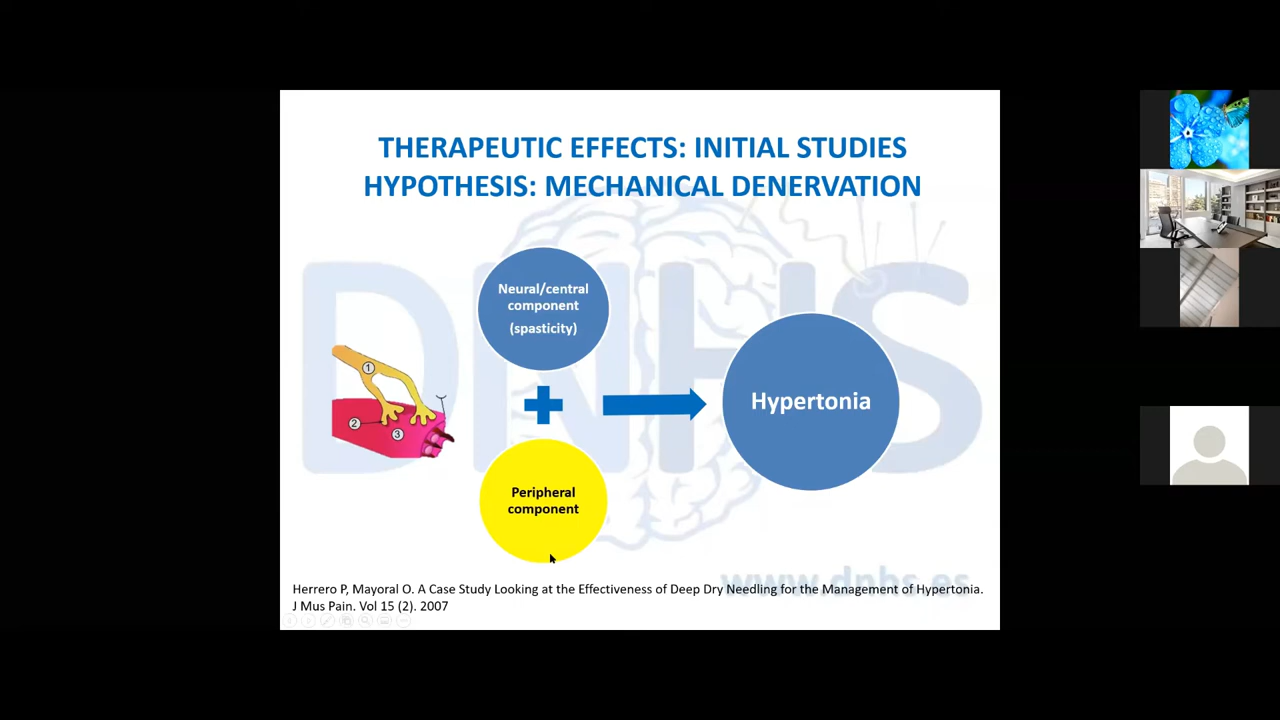 THERAPEUTIC EFFECTS: INITIAL STUDIES
HYPOTHESIS: MECHANICAL DENERVATION
DNHS
Neural/central
component
(spasticity)
1
2
3
Hypertonia
Peripheral
component
www.dnhs.es
Herrero P, Mayoral O. A Case Study Looking at the Effectiveness of Deep Dry Needling for the Management of Hypertonia.
J Mus Pain. Vol 15 (2). 2007